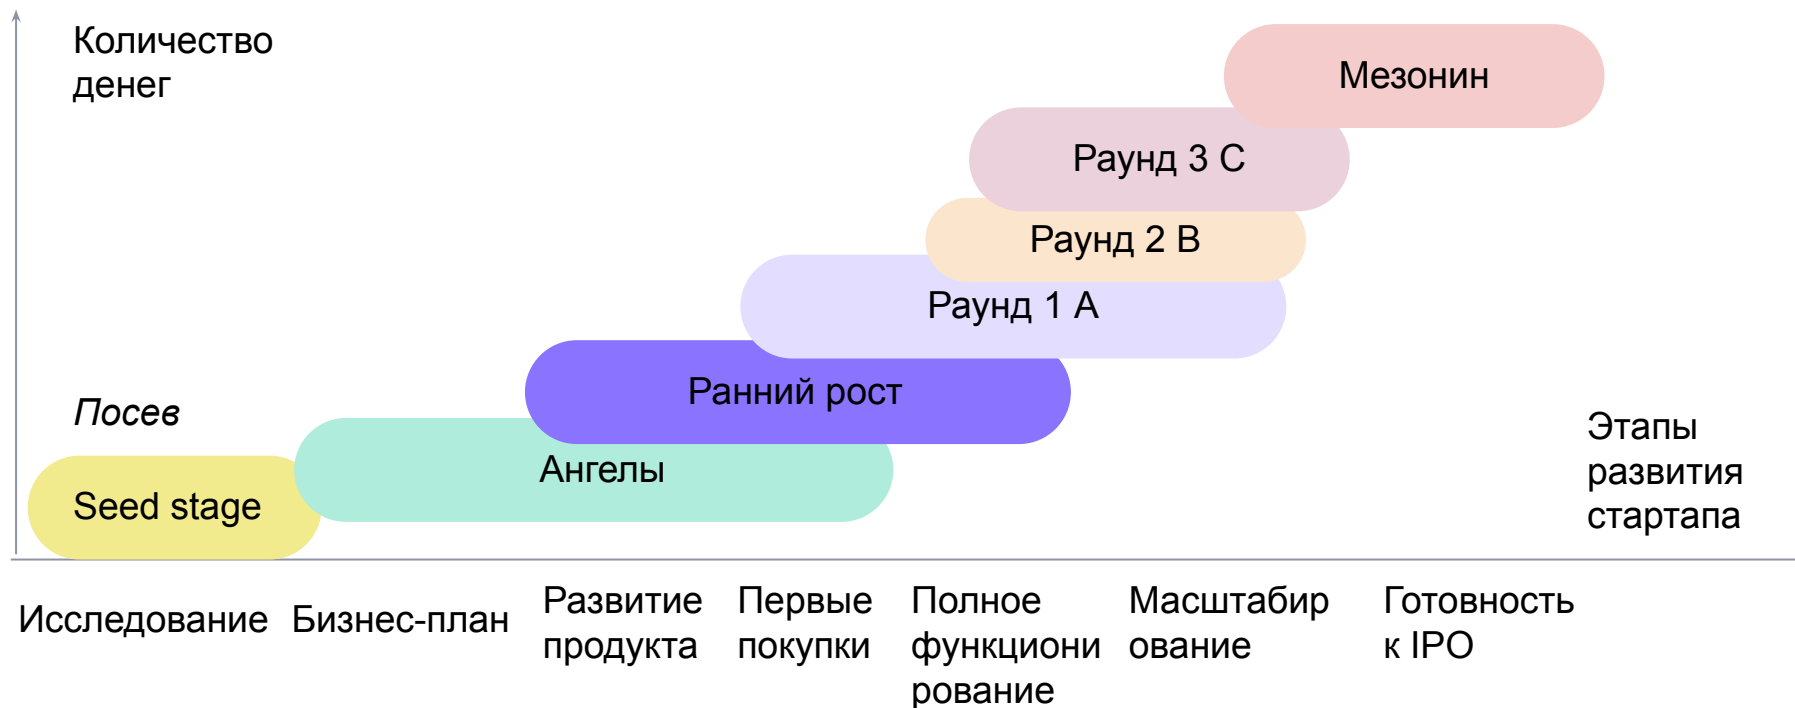 Количество
денег
Мезонин
Раунд 3 С
Раунд 2 В
Раунд 1 А
Ранний рост
Посев
Ангелы
Seed stage
Этапы
развития
стартапа
Исследование
Бизнес-план
Развитие
продукта
Первые
покупки
Полное
функциони
рование
Масштабир
ование
Готовность
к IPO